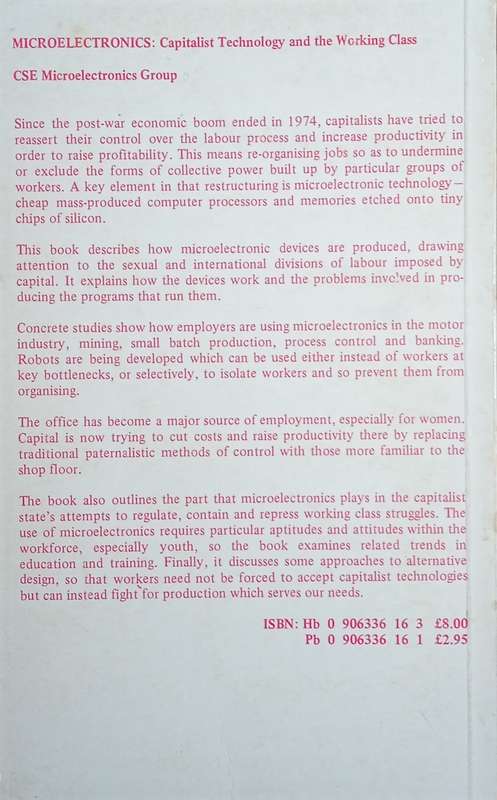 MICROELECTRONICS: Capitalist Technology and the Working Class
CSE Microelectronics Group
Since the post-war economic boom ended in 1974, capitalists have tried to
reassert their control over the labour process and increase productivity in
order to raise profitability. This means re-organising jobs so as to undermine
or exclude the forms of collective power built up by particular groups of
workers. A key element in that restructuring is microelectronic technology—
cheap mass-produced computer processors and memories etched onto tiny
chips of silicon.
This book describes how microelectronic devices are produced, drawing
attention to the sexual and international divisions of labour imposed by
capital. It explains how the devices work and the problems involved in pro-
ducing the programs that run them.
Concrete studies show how employers are using microelectronics in the motor
industry, mining, small batch production, process control and banking.
Robots are being developed which can be used either instead of workers at
key bottlenecks, or selectively, to isolate workers and so prevent them from
organising.
The office has become a major source of employment, especially for women.
Capital is now trying to cut costs and raise productivity there by replacing
traditional paternalistic methods of control with those more familiar to the
shop floor.
The book also outlines the part that microelectronics plays in the capitalist
state's attempts to regulate, contain and repress working class struggles. The
use of microelectronics requires particular aptitudes and attitudes within the
workforce, especially youth, so the book examines related trends in
education and training. Finally, it discusses some approaches to alternative
design, so that workers need not be forced to accept capitalist technologies
but can instead fight for production which serves our needs.
ISBN: Hb 0 906336 16 3 £8.00
Pb 0 906336 16 1 £2.95